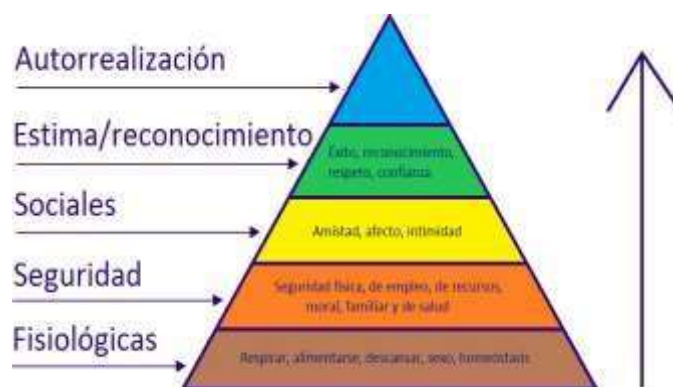 Autorrealización
Estima/reconocimiento
Éxito, reconocimiento,
respeto, confianza
Sociales
Amistad, afecto, intimidad
Seguridad
Seguridad física, de empleo, de recursos,
moral, familiar y de salud
Fisiológicas
Respirar, alimentarse, descansar, sexo, homeóstasis